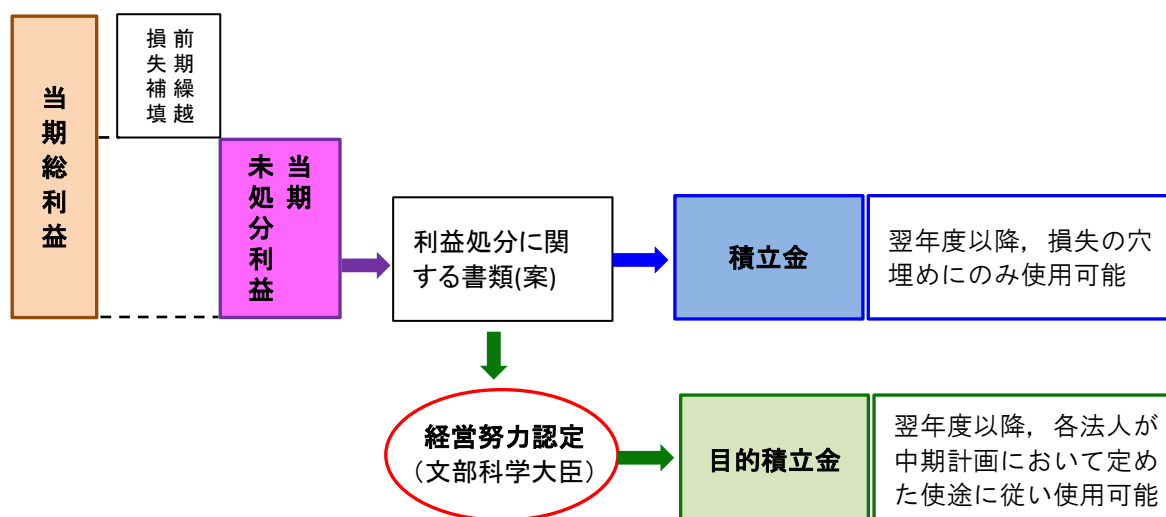 当期総利益
前期繰越
損失補填
当期
未処分利益
利益処分に関
する書類(案)
積立金
翌年度以降，損失の穴
埋めにのみ使用可能
経営努力認定
（文部科学大臣）
目的積立金
翌年度以降，各法人が
中期計画において定め
た使途に従い使用可能